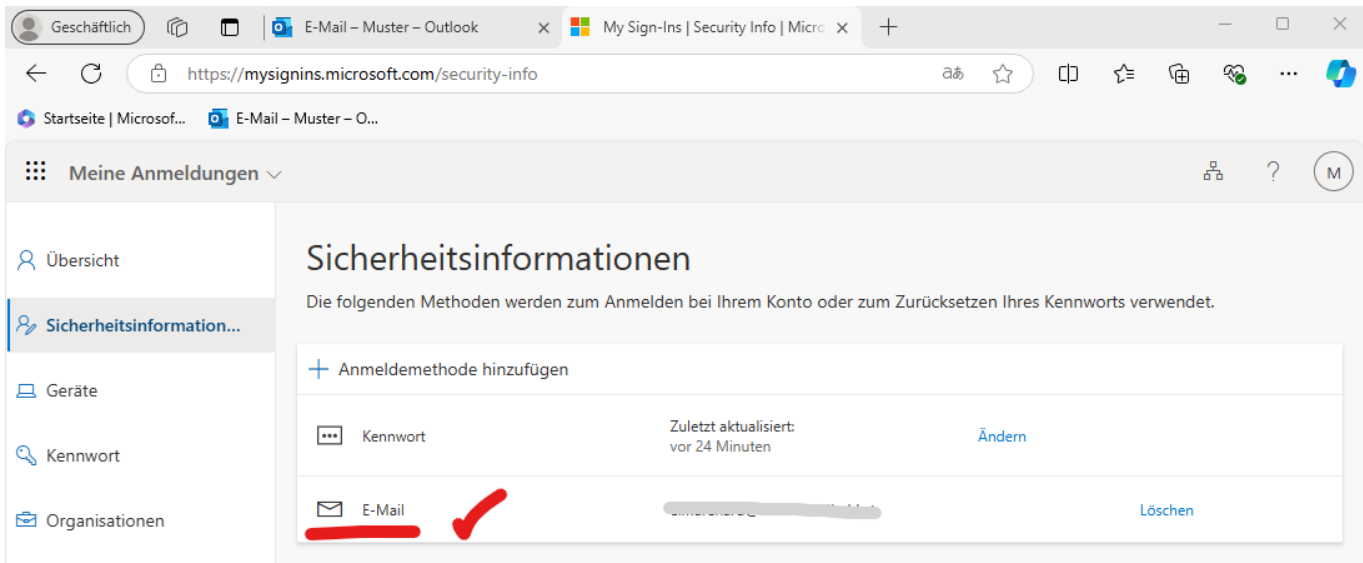 Geschäftlich
E-Mail – Muster – Outlook
My Sign-Ins | Security Info | Micro
https://mysignins.microsoft.com/security-info
aあ
Startseite | Microsof...
E-Mail – Muster – O...
Meine Anmeldungen
?
M
Übersicht
Sicherheitsinformation...
Geräte
Kennwort
Organisationen
Sicherheitsinformationen
Die folgenden Methoden werden zum Anmelden bei Ihrem Konto oder zum Zurücksetzen Ihres Kennworts verwendet.
+ Anmeldemethode hinzufügen
Kennwort
Zuletzt aktualisiert:
vor 24 Minuten
Ändern
E-Mail
Löschen